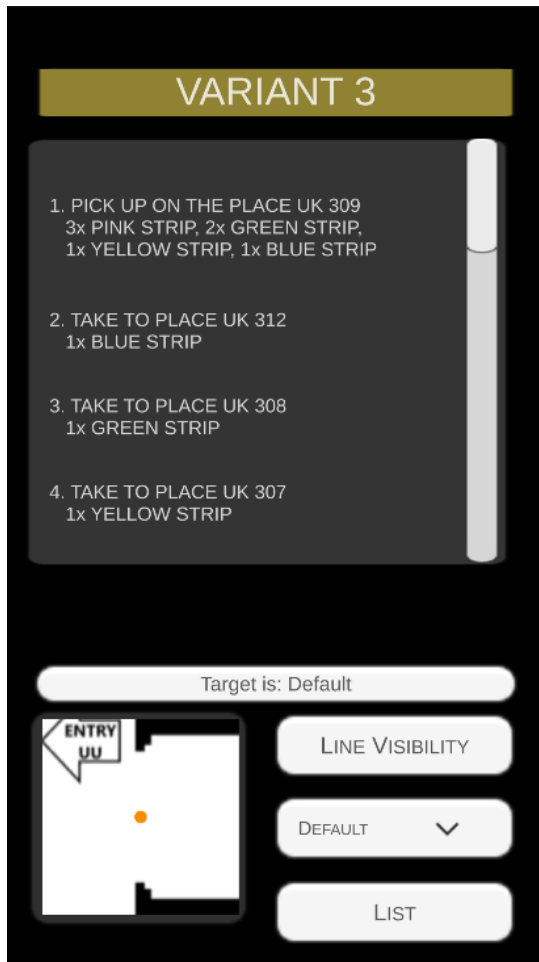 VARIANT 3
1. PICK UP ON THE PLACE UK 309
3x PINK STRIP, 2x GREEN STRIP,
1x YELLOW STRIP, 1x BLUE STRIP
2. TAKE TO PLACE UK 312
1x BLUE STRIP
3. TAKE TO PLACE UK 308
1x GREEN STRIP
4. TAKE TO PLACE UK 307
1x YELLOW STRIP
Target is: Default
ENTRY
UU
LINE VISIBILITY
DEFAULT
LIST